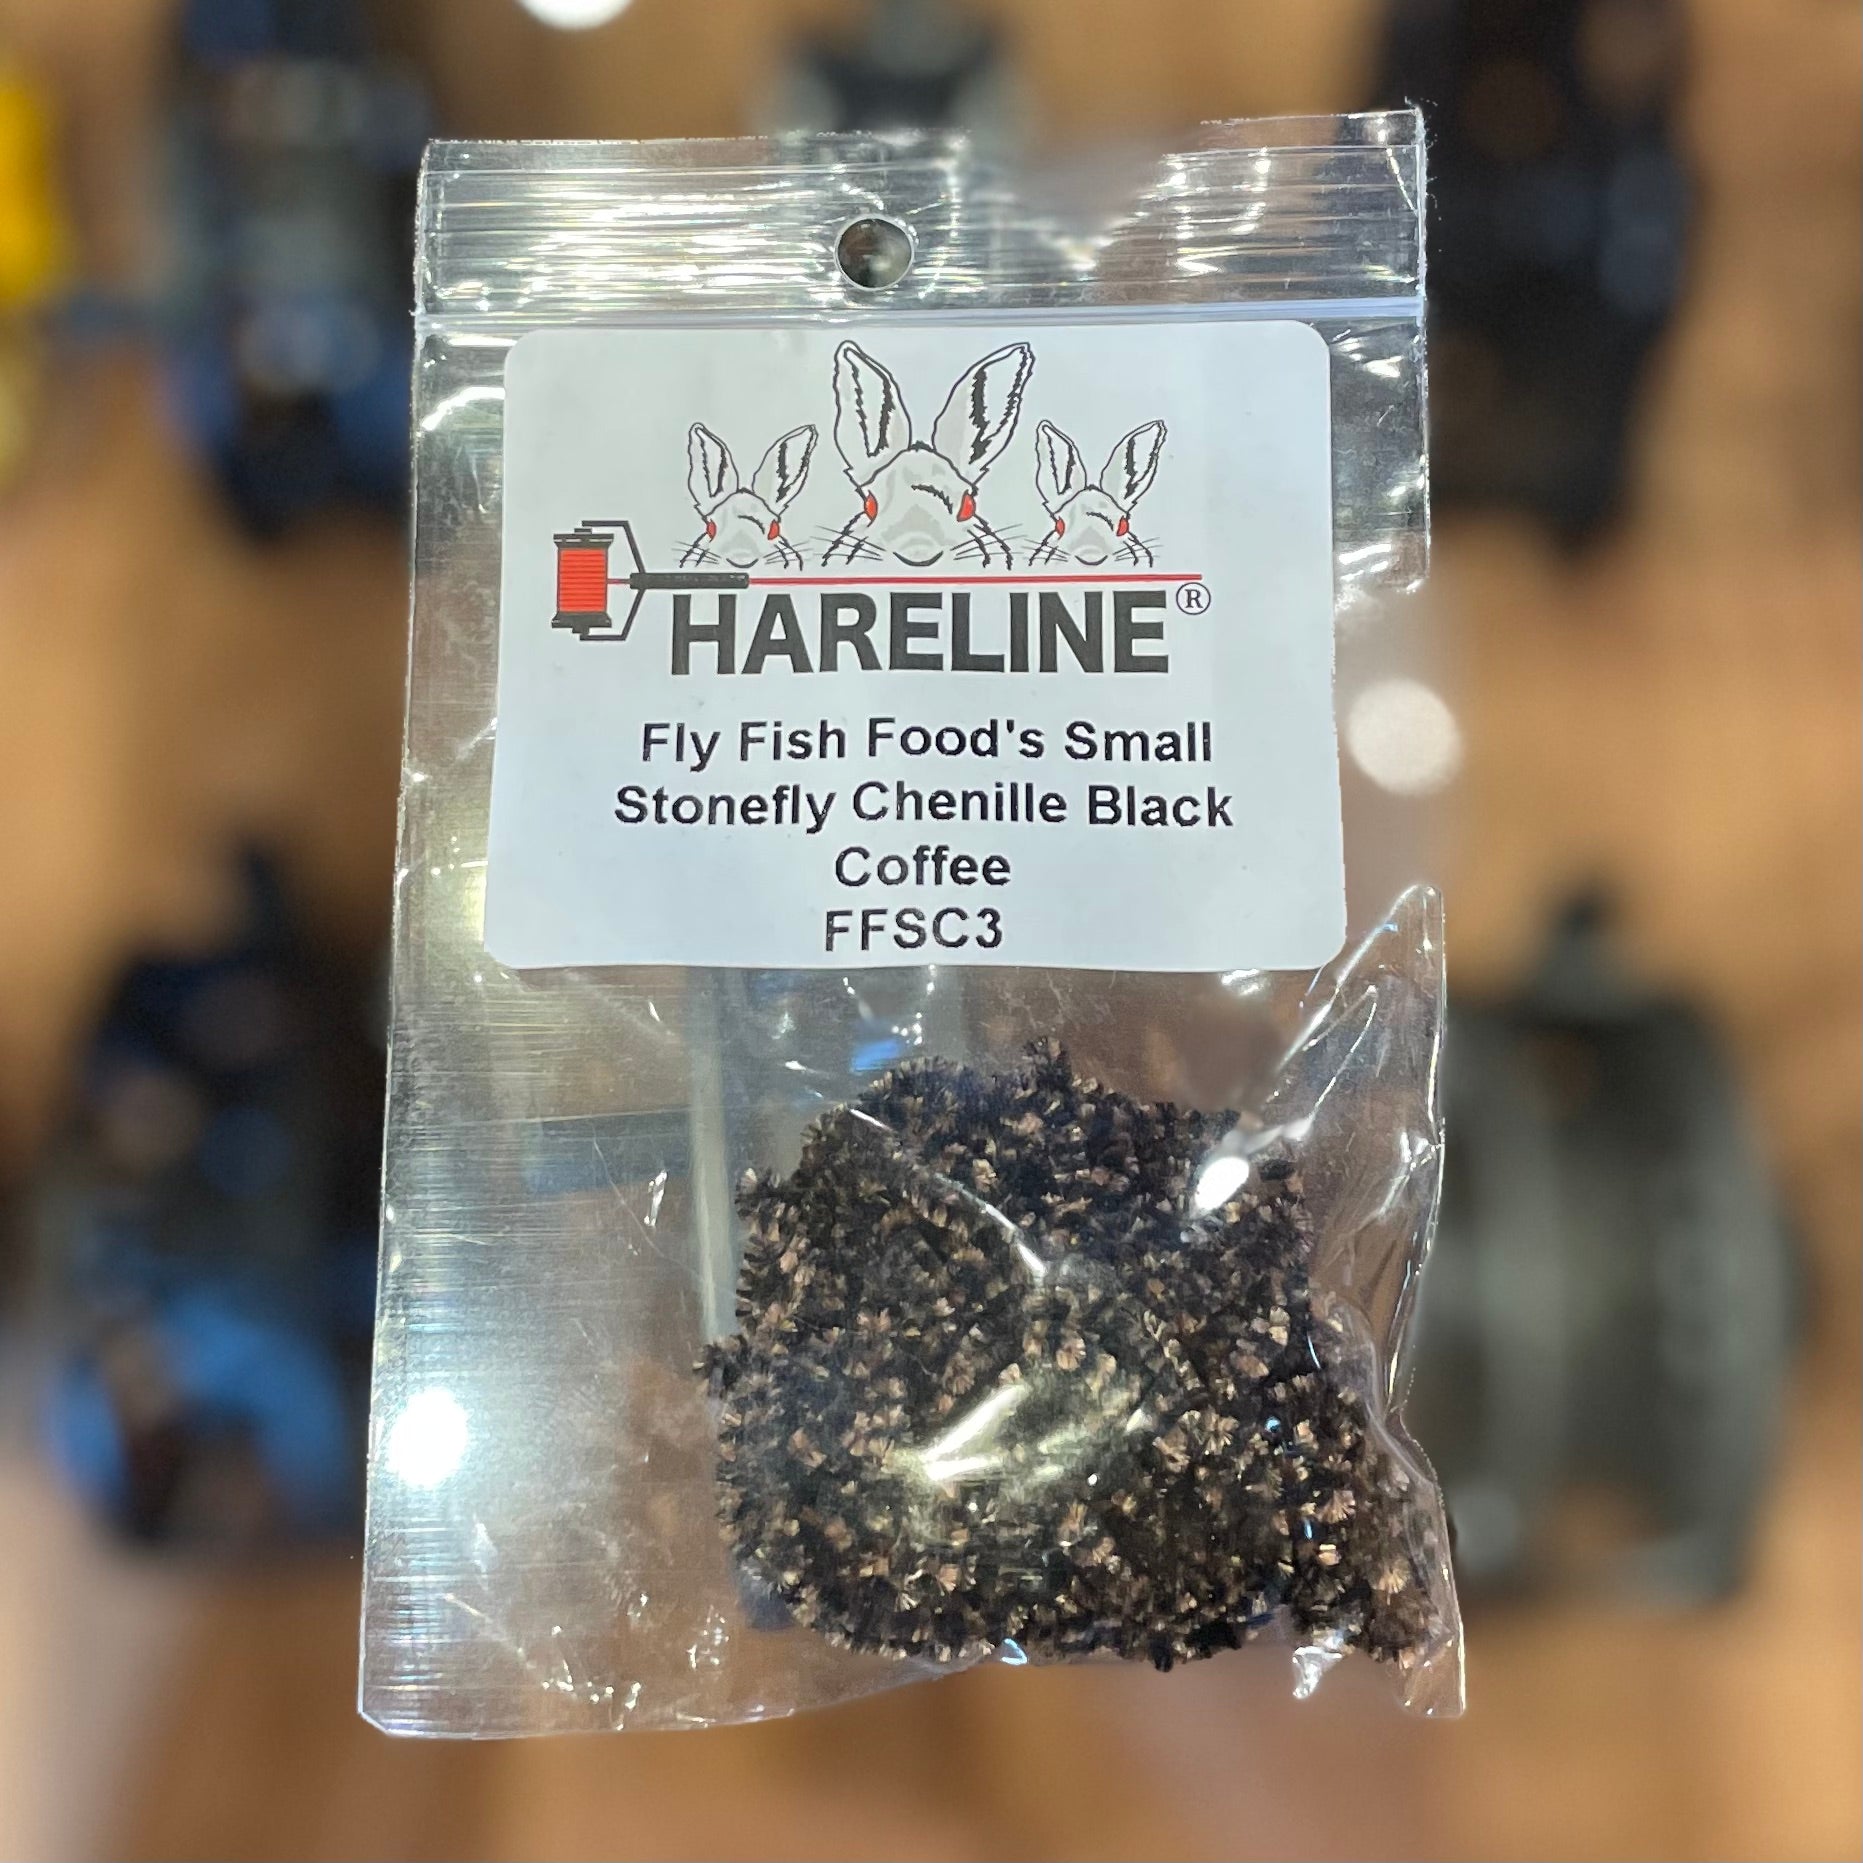 HARELINE®
Fly Fish Food's Small
Stonefly Chenille Black
Coffee
FFSC3